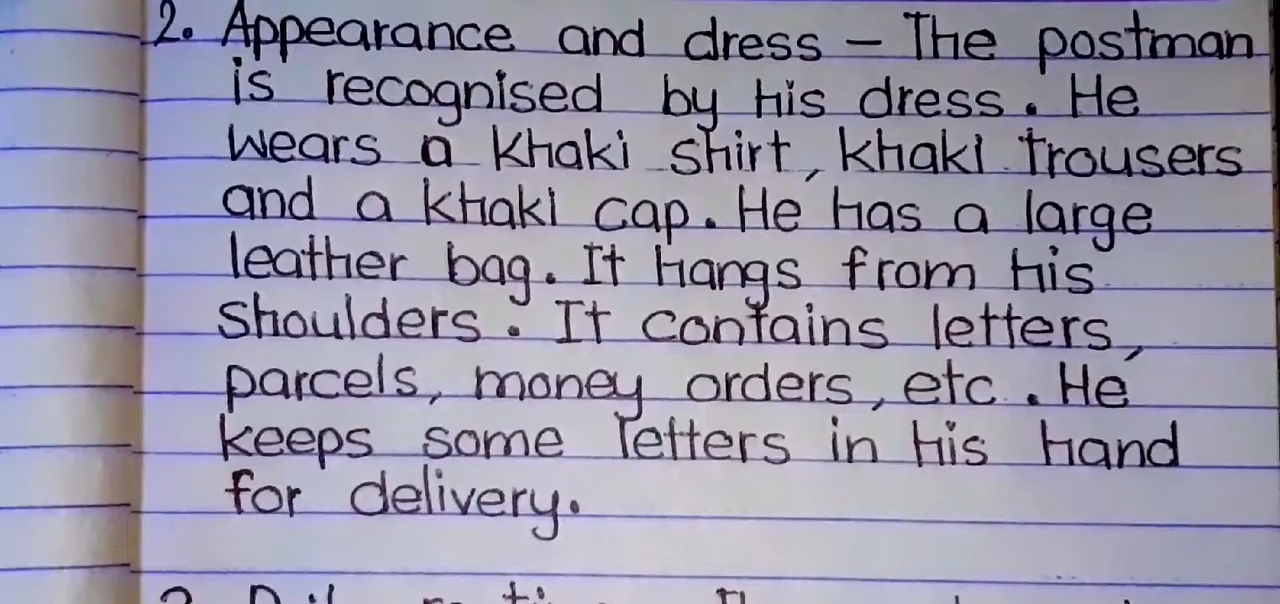 2. Appearance and dress – The postman
is recognised by his dress. He
wears a khaki shirt, khaki trousers
and a khaki cap. He has a large
leather bag. It hangs from his
shoulders. It contains letters,
parcels, money orders, etc. He
keeps some letters in his hand
for delivery.